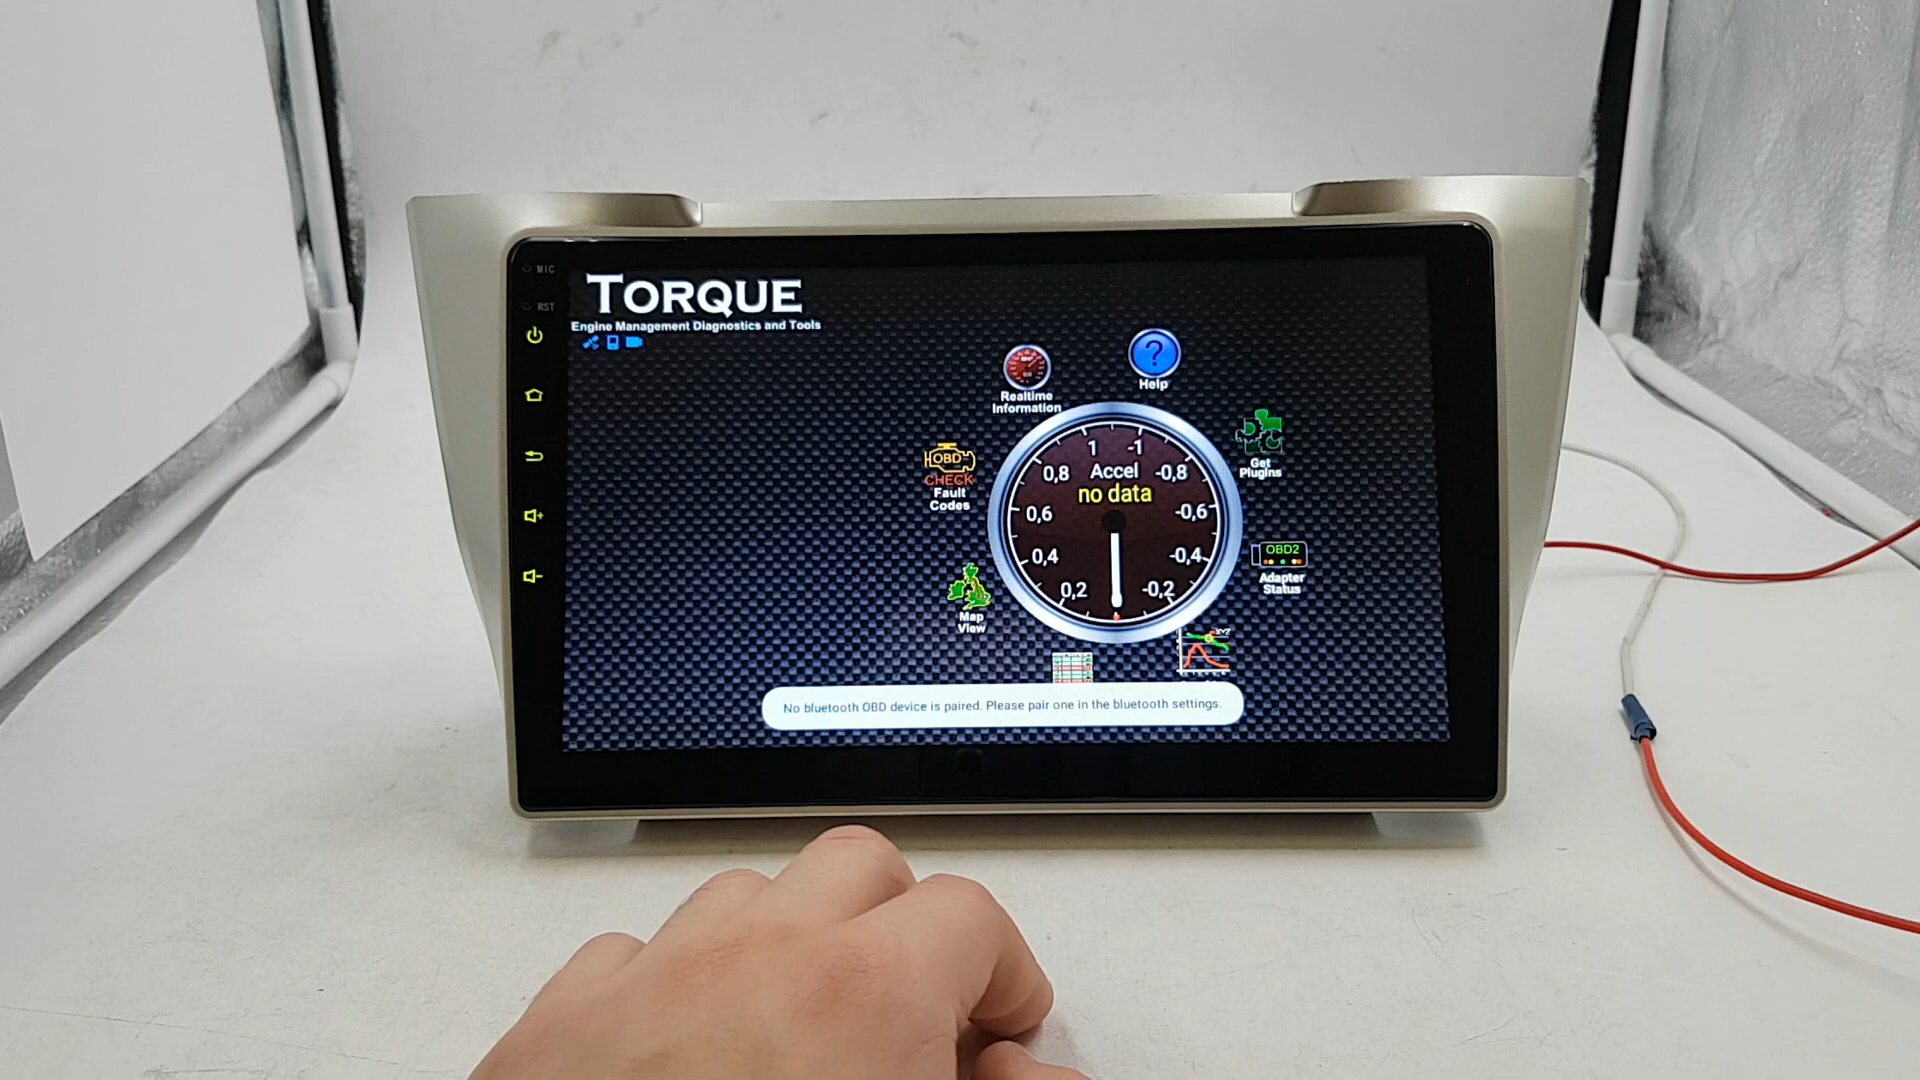 MIC
RST
TORQUE
Engine Management Diagnostics and Tools
Realtime
Information
?
Help
OBD
CHECK
Fault
Codes
Get
Plugins
1
-1
0,8
Accel
-0,8
no data
0,6
-0,6
0,4
-0,4
0,2
-0,2
OBD2
Adapter
Status
Map
View
XYZ
No bluetooth OBD device is paired. Please pair one in the bluetooth settings.